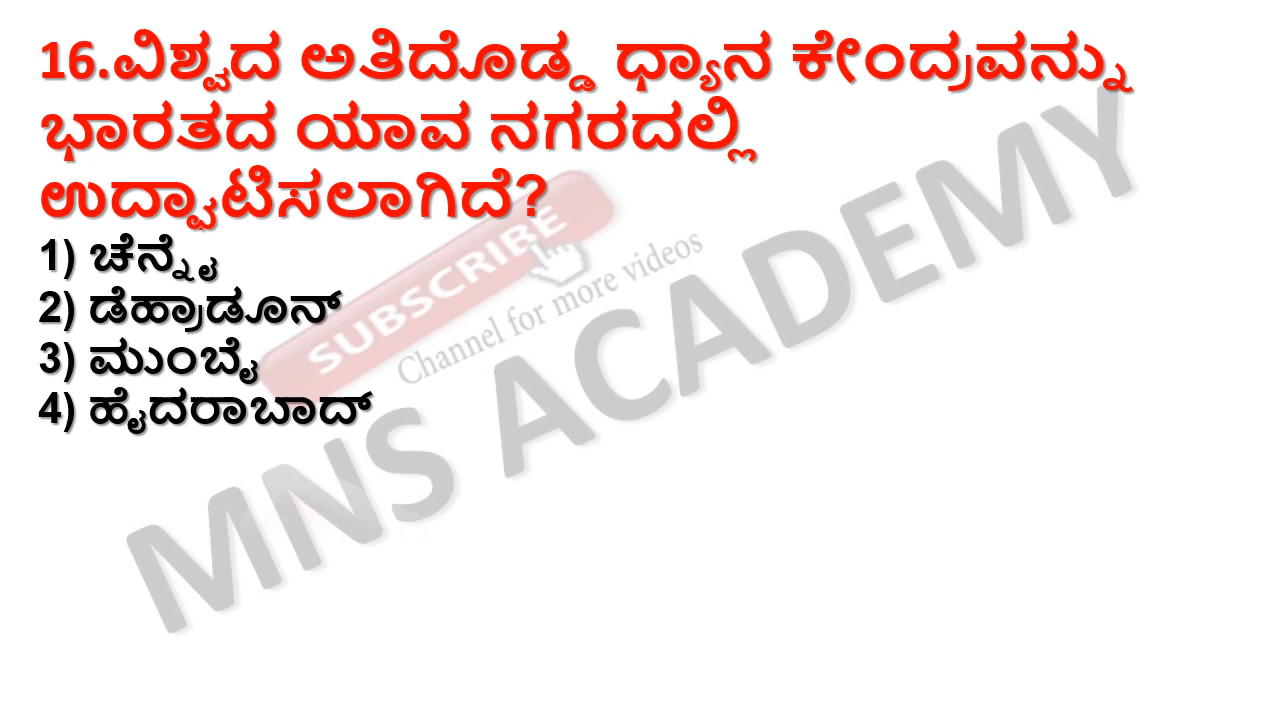 16.ವಿಶ್ವದ ಅತಿದೊಡ್ಡ ಧ್ಯಾನ ಕೇಂದ್ರವನ್ನು
ಭಾರತದ ಯಾವ ನಗರದಲ್ಲಿ
ಉದ್ಘಾಟಿಸಲಾಗಿದೆ?
1) ಚೆನ್ನೈ
2) ಡೆಹ್ರಾಡೂನ್
3) ಮುಂಬೈ
4) ಹೈದರಾಬಾದ್
SUBSCRIBE
Channel for more videos
MNS ACADEMY